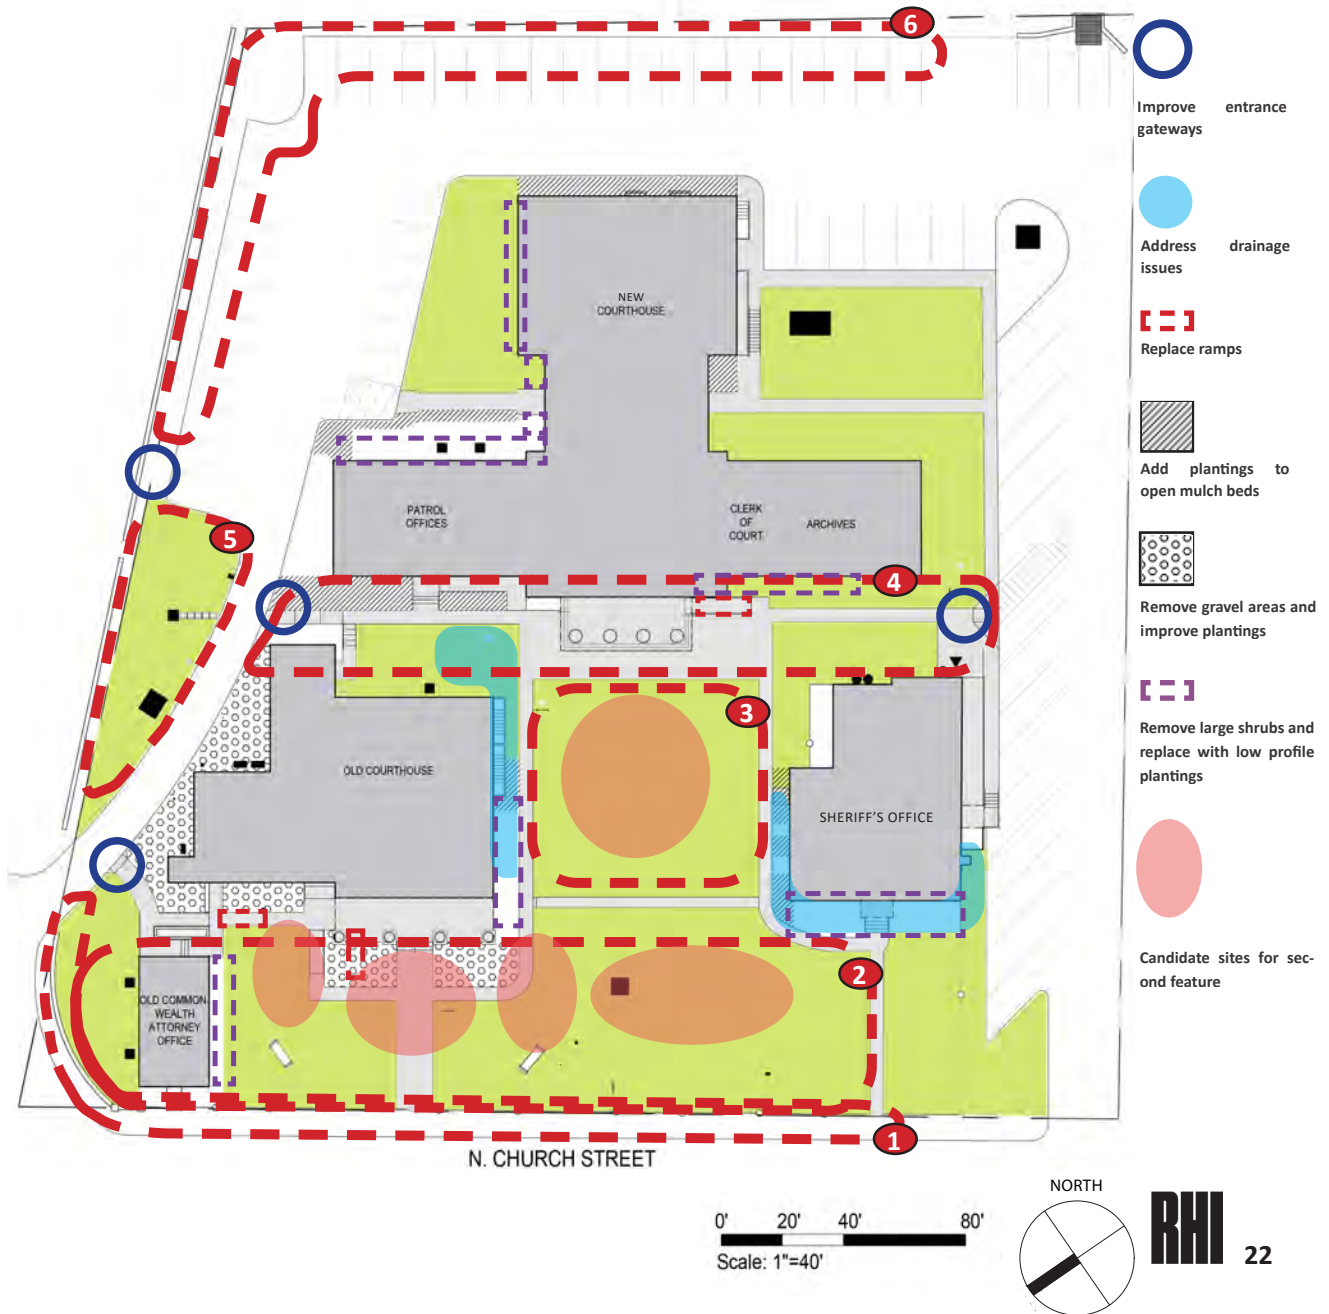 6
Improve entrance
gateways
Address drainage
issues
Replace ramps
NEW
COURTHOUSE
Add plantings to
open mulch beds
PATROL
OFFICES
CLERK
OF
COURT
ARCHIVES
5
4
Remove gravel areas and
improve plantings
3
Remove large shrubs and
replace with low profile
plantings
OLD COURTHOUSE
SHERIFF'S OFFICE
Candidate sites for sec-
ond feature
2
OLD COMMON
WEALTH
ATTORNEY
OFFICE
1
N. CHURCH STREET
NORTH
0' 20' 40' 80'
Scale: 1"=40'
RHI
22